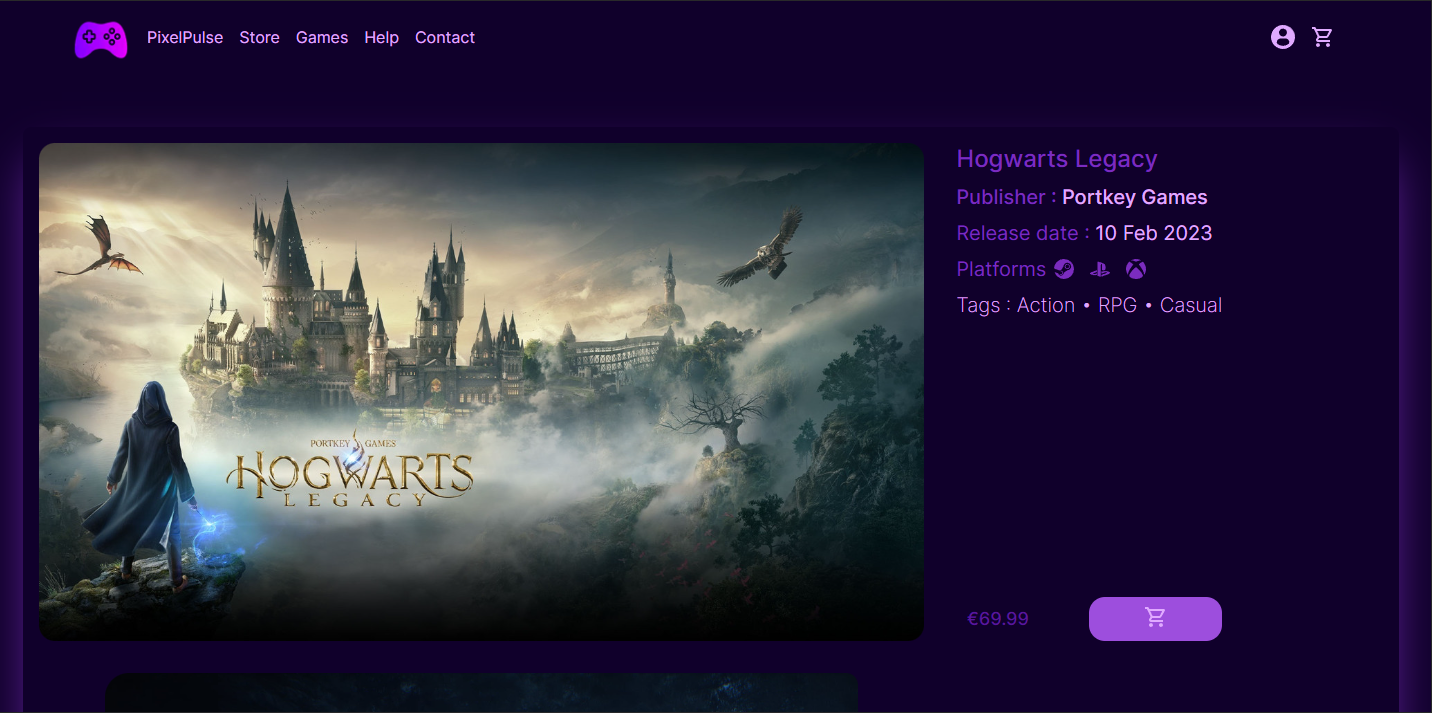 PixelPulse Store Games Help Contact
Hogwarts Legacy
Publisher : Portkey Games
Release date : 10 Feb 2023
Platforms
Tags : Action • RPG • Casual
PORTKEY GAMES
HOGWARTS
LEGACY
€69.99